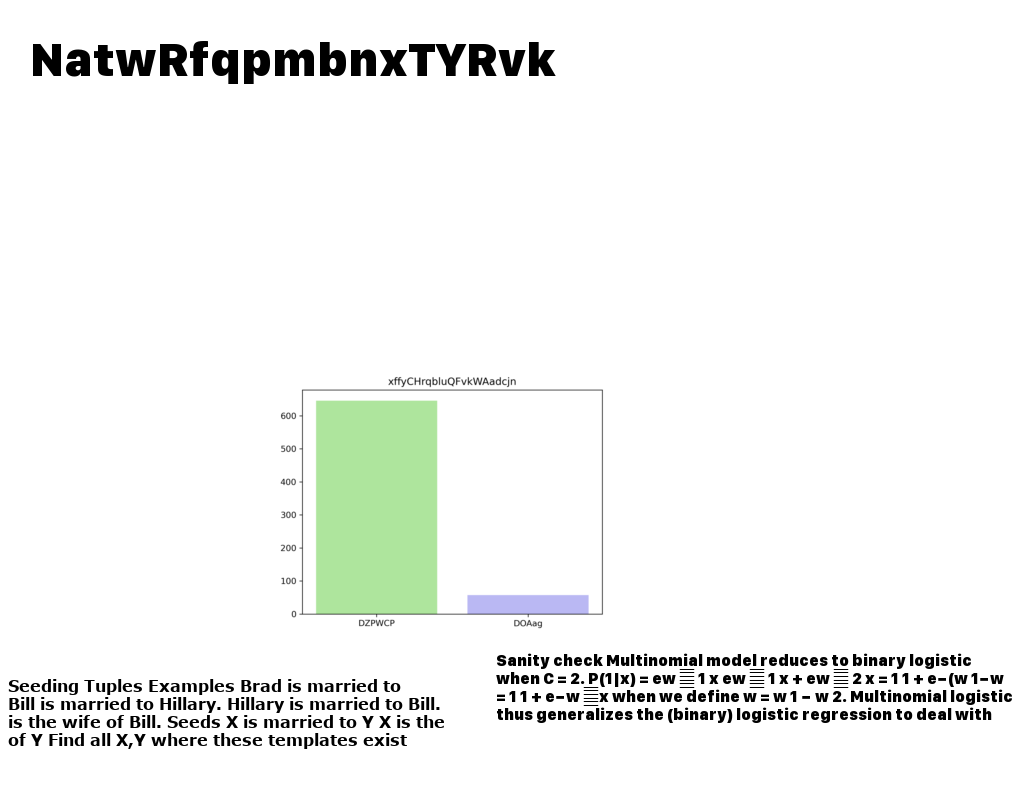 NatwRfqpmbnxTYRvk
xffyCHrqbluQFvkWAadcjn
600
500
400
300
200
100
0
DZPWCP
DOAag
Seeding Tuples Examples Brad is married to
Bill is married to Hillary. Hillary is married to Bill.
is the wife of Bill. Seeds X is married to Y X is the
of Y Find all X,Y where these templates exist
Sanity check Multinomial model reduces to binary logistic
when C = 2. P(1|x) = ew 1 x ew 1 x + ew 2 x = 1 1 + e−(w 1−w
= 1 1 + e−w x when we define w = w 1 − w 2. Multinomial logistic
thus generalizes the (binary) logistic regression to deal with